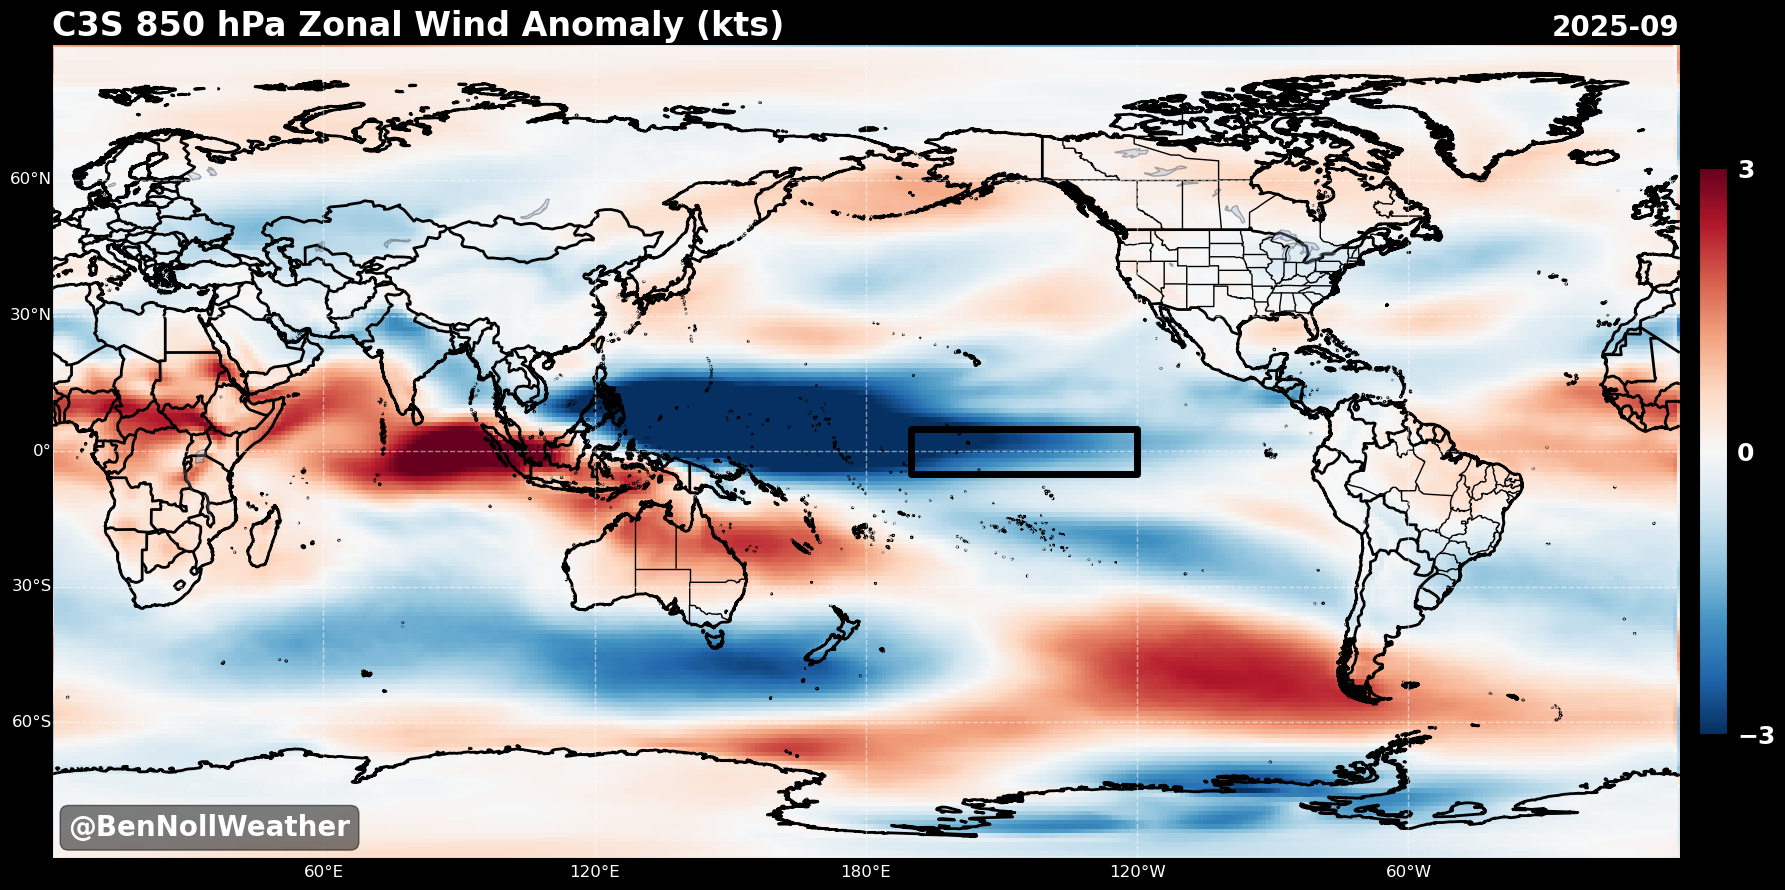 C3S 850 hPa Zonal Wind Anomaly (kts)
2025-09
60°N
30°N
0°
30°S
60°S
60°E
120°E
180°E
120°W
60°W
3
0
−3
@BenNollWeather